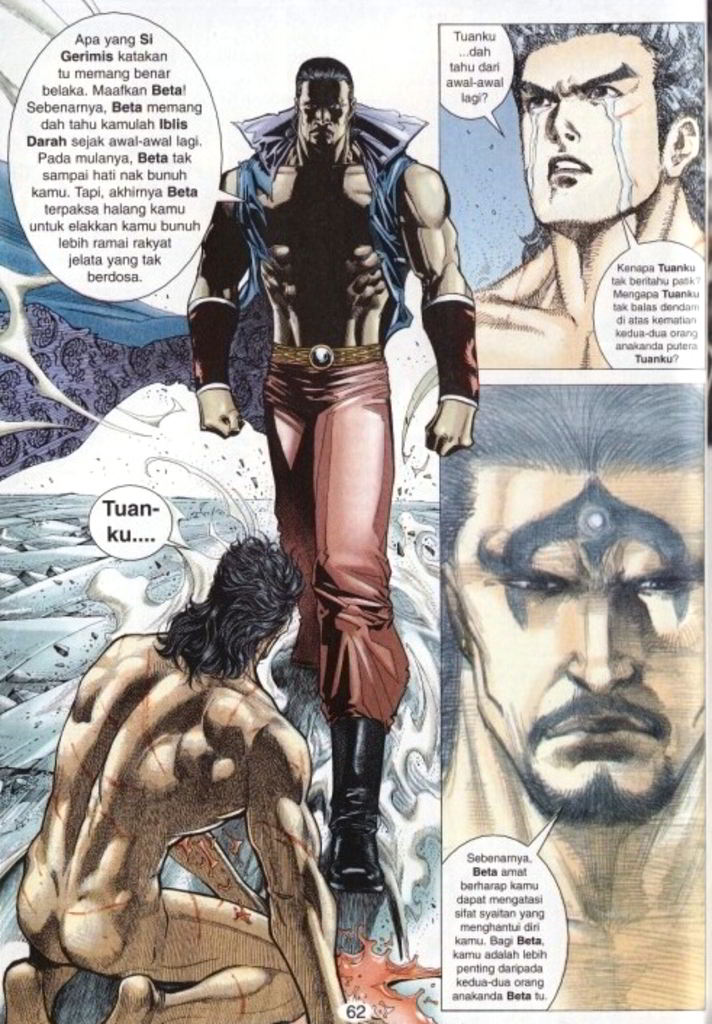 Apa yang Si
Gerimis katakan
tu memang benar
belaka. Maafkan Beta!
Sebenarnya, Beta memang
dah tahu kamulah Iblis
Darah sejak awal-awal lagi.
Pada mulanya, Beta tak
sampai hati nak bunuh
kamu. Tapi, akhirnya Beta
terpaksa halang kamu
untuk elakkan kamu bunuh
lebih ramai rakyat
jelata yang tak
berdosa.
Tuanku
...dah
tahu dari
awal-awal
lagi?
Kenapa Tuanku
tak beritahu patik?
Mengapa Tuanku
tak balas dendam
di atas kematian
kedua-dua orang
anakanda putera
Tuanku?
Tuan-
ku....
Sebenarnya,
Beta amat
berharap kamu
dapat mengatasi
sifat syaitan yang
menghantui diri
kamu. Bagi Beta,
kamu adalah lebih
penting daripada
kedua-dua orang
anakanda Beta tu.
62